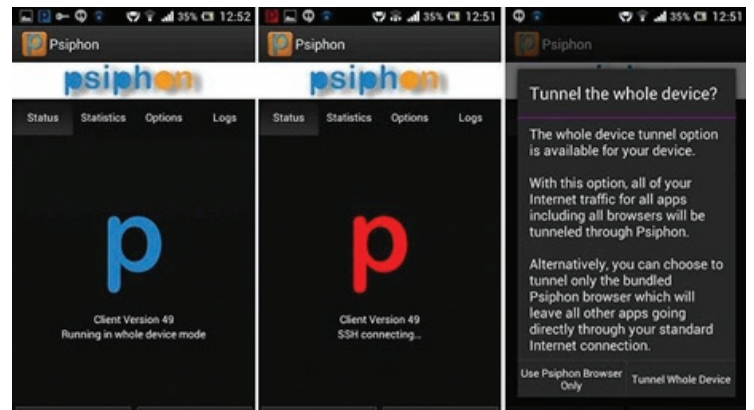 35% 12:52
Psiphon
psiphon
Status Statistics Options Logs
p
Client Version 49
Running in whole device mode
35% 12:51
Psiphon
psiphon
Status Statistics Options Logs
p
Client Version 49
SSH connecting...
35% 12:51
Psiphon
Tunnel the whole device?
The whole device tunnel option
is available for your device.
With this option, all of your
Internet traffic for all apps
including all browsers will be
tunneled through Psiphon.
Alternatively, you can choose to
tunnel only the bundled
Psiphon browser which will
leave all other apps going
directly through your standard
Internet connection.
Use Psiphon Browser
Only
Tunnel Whole Device